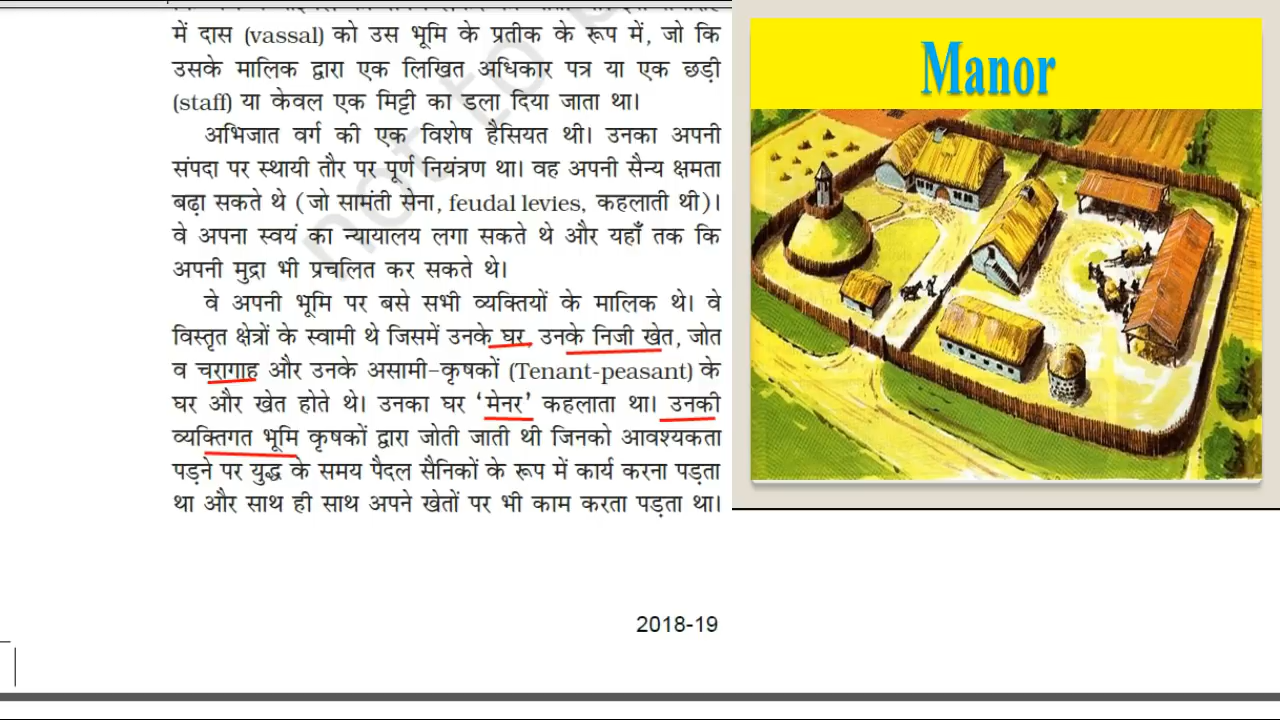 में दास (vassal) को उस भूमि के प्रतीक के रूप में, जो कि
उसके मालिक द्वारा एक लिखित अधिकार पत्र या एक छड़ी
(staff) या केवल एक मिट्टी का डला दिया जाता था।
अभिजात वर्ग की एक विशेष हैसियत थी। उनका अपनी
संपदा पर स्थायी तौर पर पूर्ण नियंत्रण था। वह अपनी सैन्य क्षमता
बढ़ा सकते थे (जो सामंती सेना, feudal levies, कहलाती थी)।
वे अपना स्वयं का न्यायालय लगा सकते थे और यहाँ तक कि
अपनी मुद्रा भी प्रचलित कर सकते थे।
वे अपनी भूमि पर बसे सभी व्यक्तियों के मालिक थे। वे
विस्तृत क्षेत्रों के स्वामी थे जिसमें उनके घर, उनके निजी खेत, जोत
व चरागाह और उनके असामी-कृषकों (Tenant-peasant) के
घर और खेत होते थे। उनका घर ‘मेनर’ कहलाता था। उनकी
व्यक्तिगत भूमि कृषकों द्वारा जोती जाती थी जिनको आवश्यकता
पड़ने पर युद्ध के समय पैदल सैनिकों के रूप में कार्य करना पड़ता
था और साथ ही साथ अपने खेतों पर भी काम करता पड़ता था।
2018-19
not to
Manor